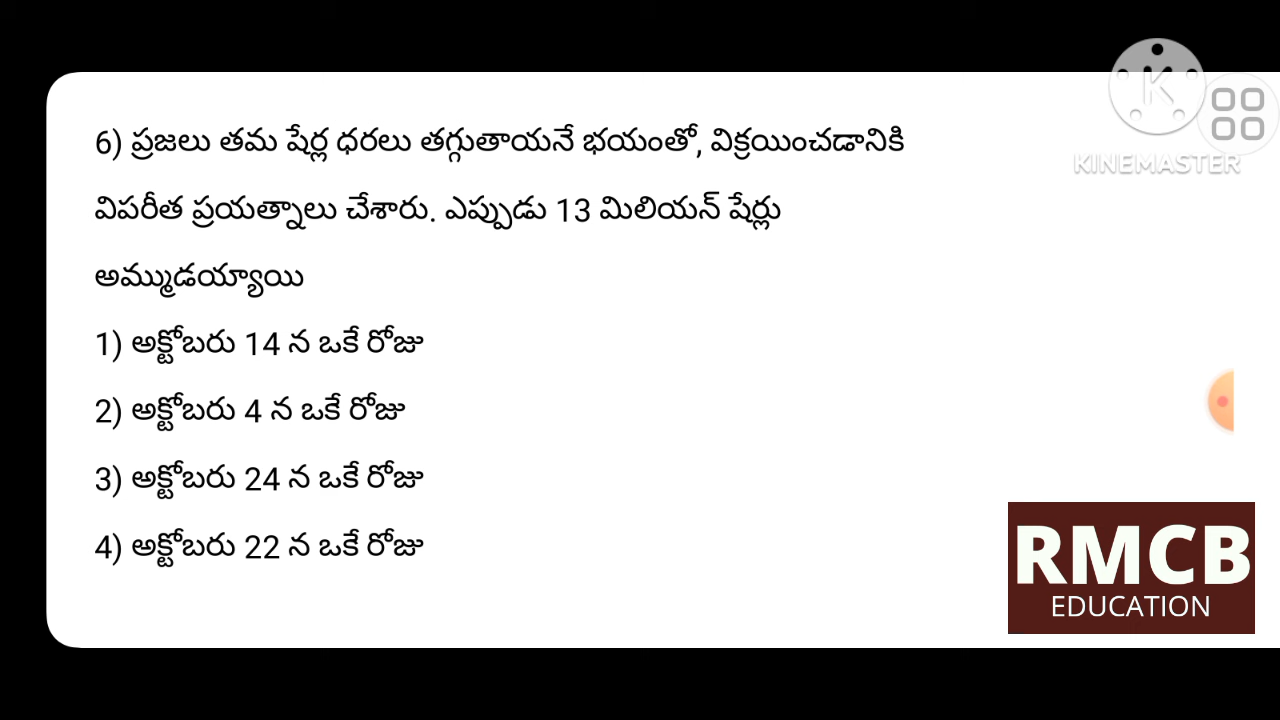 6) ప్రజలు తమ షేర్ల ధరలు తగ్గుతాయనే భయంతో, విక్రయించడానికి
విపరీత ప్రయత్నాలు చేశారు. ఎప్పుడు 13 మిలియన్ షేర్లు
అమ్ముడయ్యాయి
1) అక్టోబరు 14 న ఒకే రోజు
2) అక్టోబరు 4 న ఒకే రోజు
3) అక్టోబరు 24 న ఒకే రోజు
4) అక్టోబరు 22 న ఒకే రోజు
K
KINEMASTER
RMCB
EDUCATION